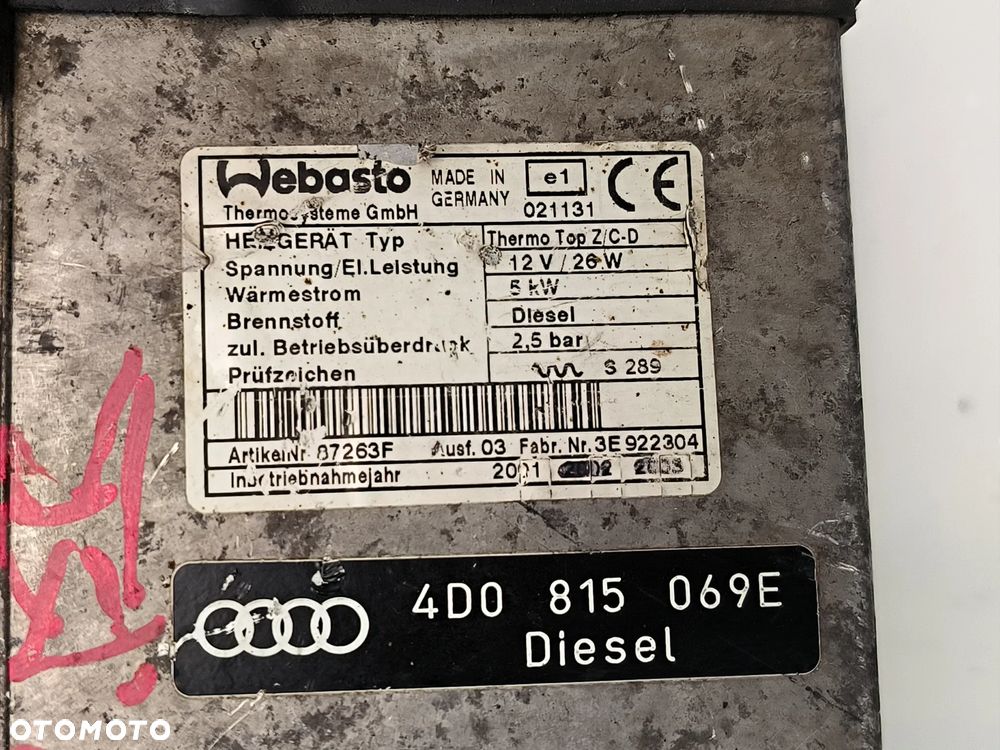 Webasto
Thermosysteme GmbH
MADE IN
GERMANY
e1
021131
CE
HEIZGERÄT Typ Thermo Top Z/C-D
Spannung/El.Leistung 12 V / 26 W
Wärmestrom 5 kW
Brennstoff Diesel
zul. Betriebsüberdruck 2,5 bar
Prüfzeichen S 289
ArtikelNr. 87263F Ausf. 03 Fabr. Nr. 3E 922304
Inbetriebnahmejahr 2001 2002 2003
4D0 815 069E
Diesel
OTOMOTO